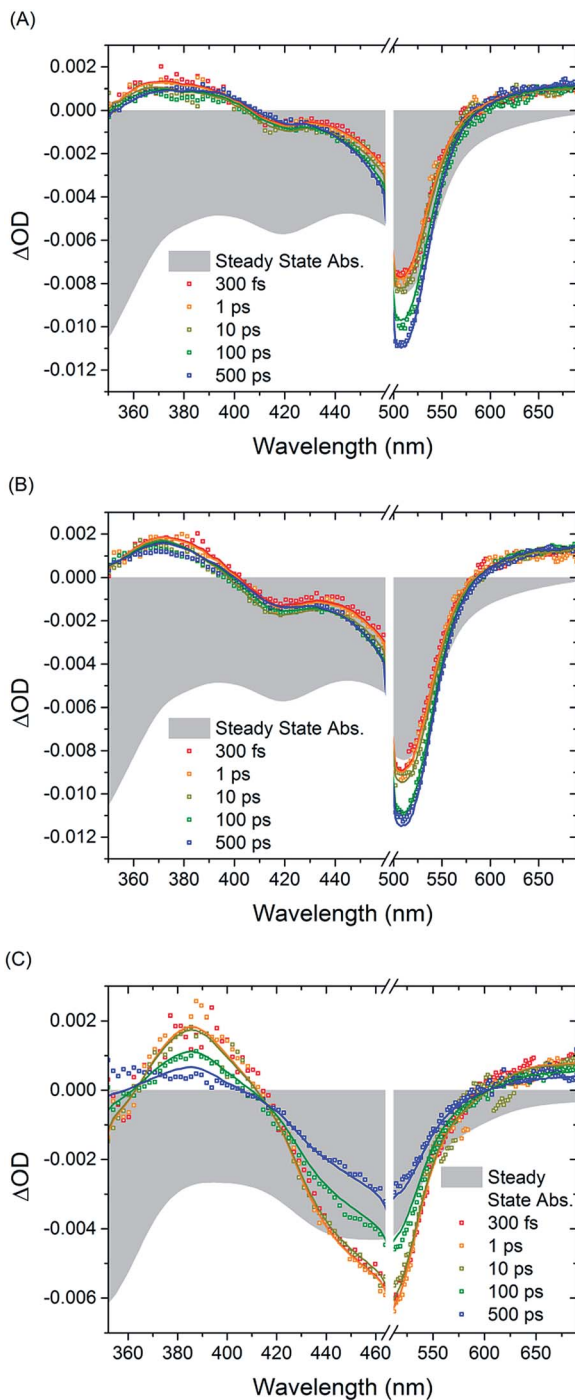 (A)
0.002
0.000
-0.002
-0.004
-0.006
-0.008
-0.010
-0.012
ΔOD
Steady State Abs.
300 fs
1 ps
10 ps
100 ps
500 ps
350 380 400 420 440 460 500 550 600 650
Wavelength (nm)
(B)
0.002
0.000
-0.002
-0.004
-0.006
-0.008
-0.010
-0.012
ΔOD
Steady State Abs.
300 fs
1 ps
10 ps
100 ps
500 ps
350 380 400 420 440 460 500 550 600 650
Wavelength (nm)
(C)
0.002
0.000
-0.002
-0.004
-0.006
ΔOD
Steady
State Abs.
300 fs
1 ps
10 ps
100 ps
500 ps
360 380 400 420 440 460 550 600 650
Wavelength (nm)